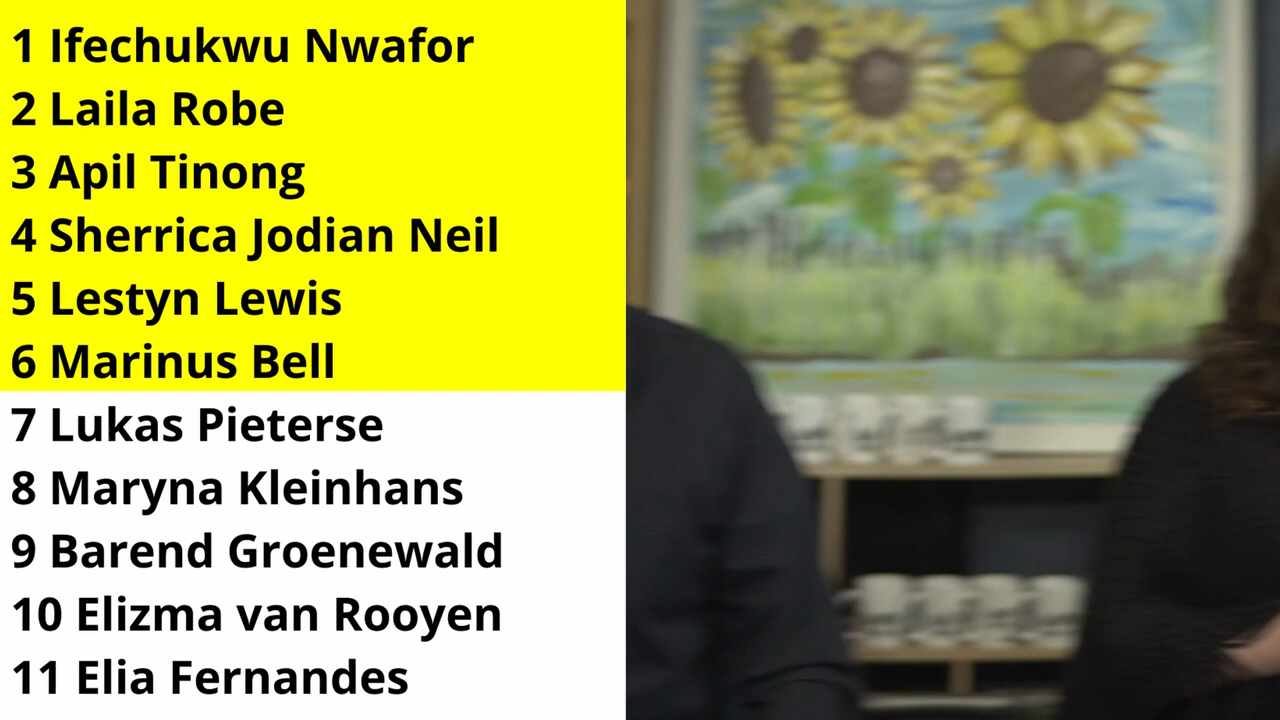 1 Ifechukwu Nwafor
2 Laila Robe
3 Apil Tinong
4 Sherrica Jodian Neil
5 Lestyn Lewis
6 Marinus Bell
7 Lukas Pieterse
8 Maryna Kleinhans
9 Barend Groenewald
10 Elizma van Rooyen
11 Elia Fernandes